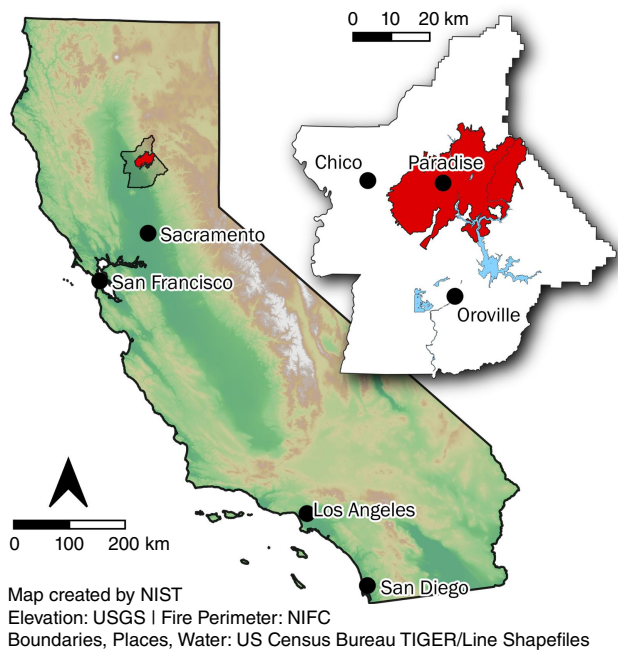 0 10 20 km
Chico
Paradise
Oroville
Sacramento
San Francisco
Los Angeles
San Diego
0 100 200 km
Map created by NIST
Elevation: USGS | Fire Perimeter: NIFC
Boundaries, Places, Water: US Census Bureau TIGER/Line Shapefiles